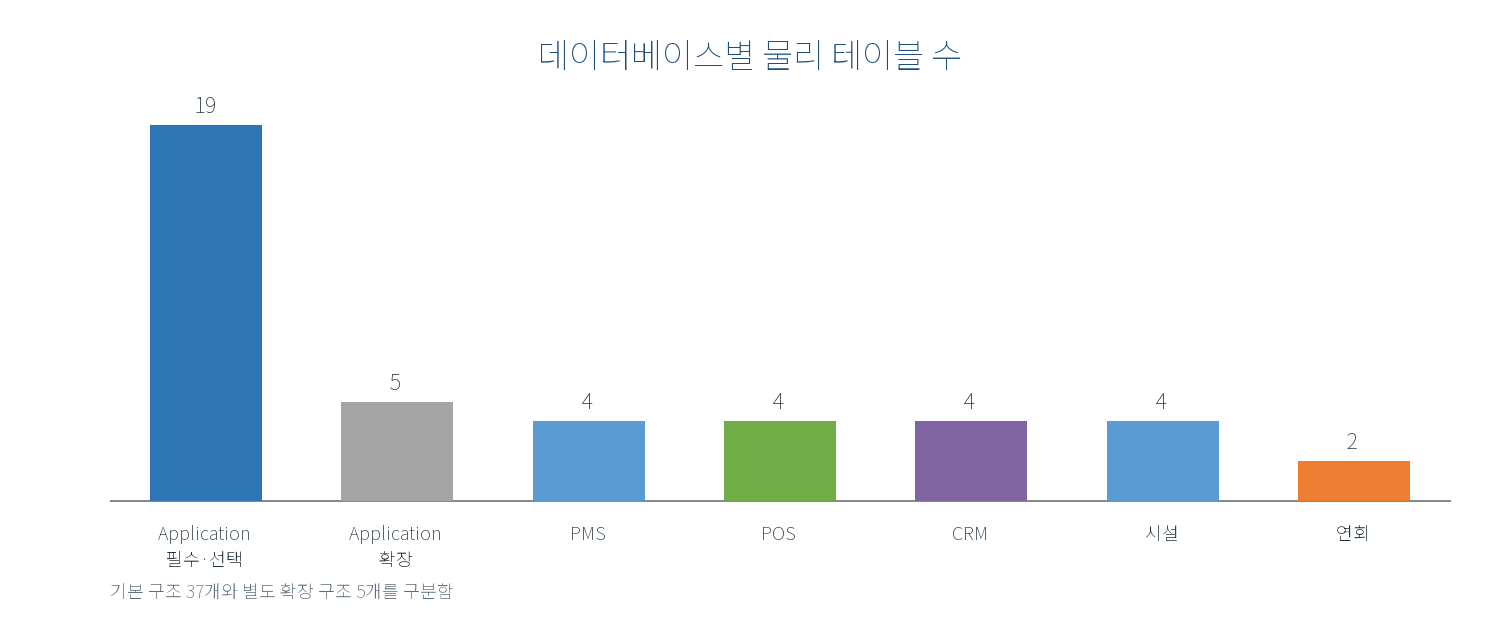 데이터베이스별 물리 테이블 수
19
5
4
4
4
4
2
Application
필수·선택
Application
확장
PMS
POS
CRM
시설
연회
기본 구조 37개와 별도 확장 구조 5개를 구분함